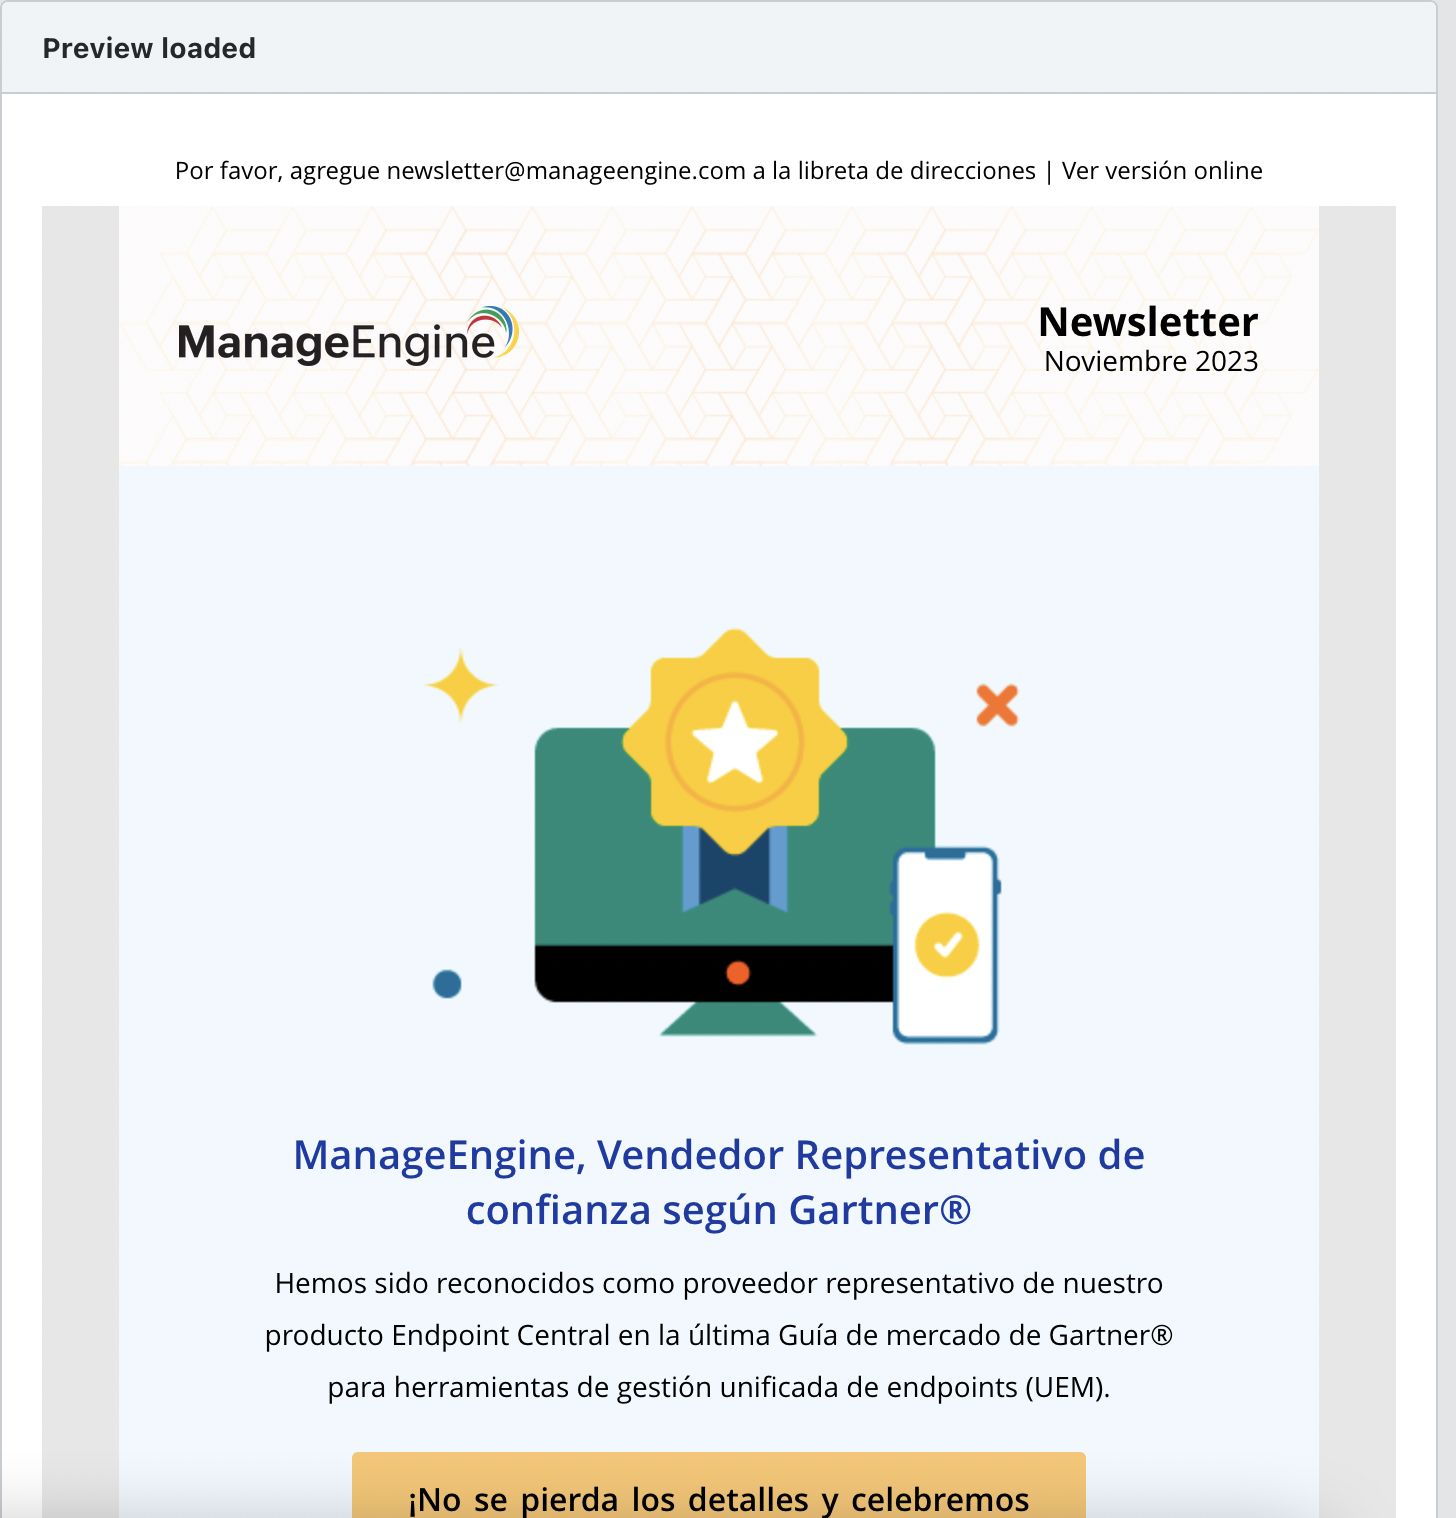 Preview loaded
Por favor, agregue newsletter@manageengine.com a la libreta de direcciones | Ver versión online
ManageEngine
Newsletter
Noviembre 2023
ManageEngine, Vendedor Representativo de
confianza según Gartner®
Hemos sido reconocidos como proveedor representativo de nuestro
producto Endpoint Central en la última Guía de mercado de Gartner®
para herramientas de gestión unificada de endpoints (UEM).
¡No se pierda los detalles y celebremos